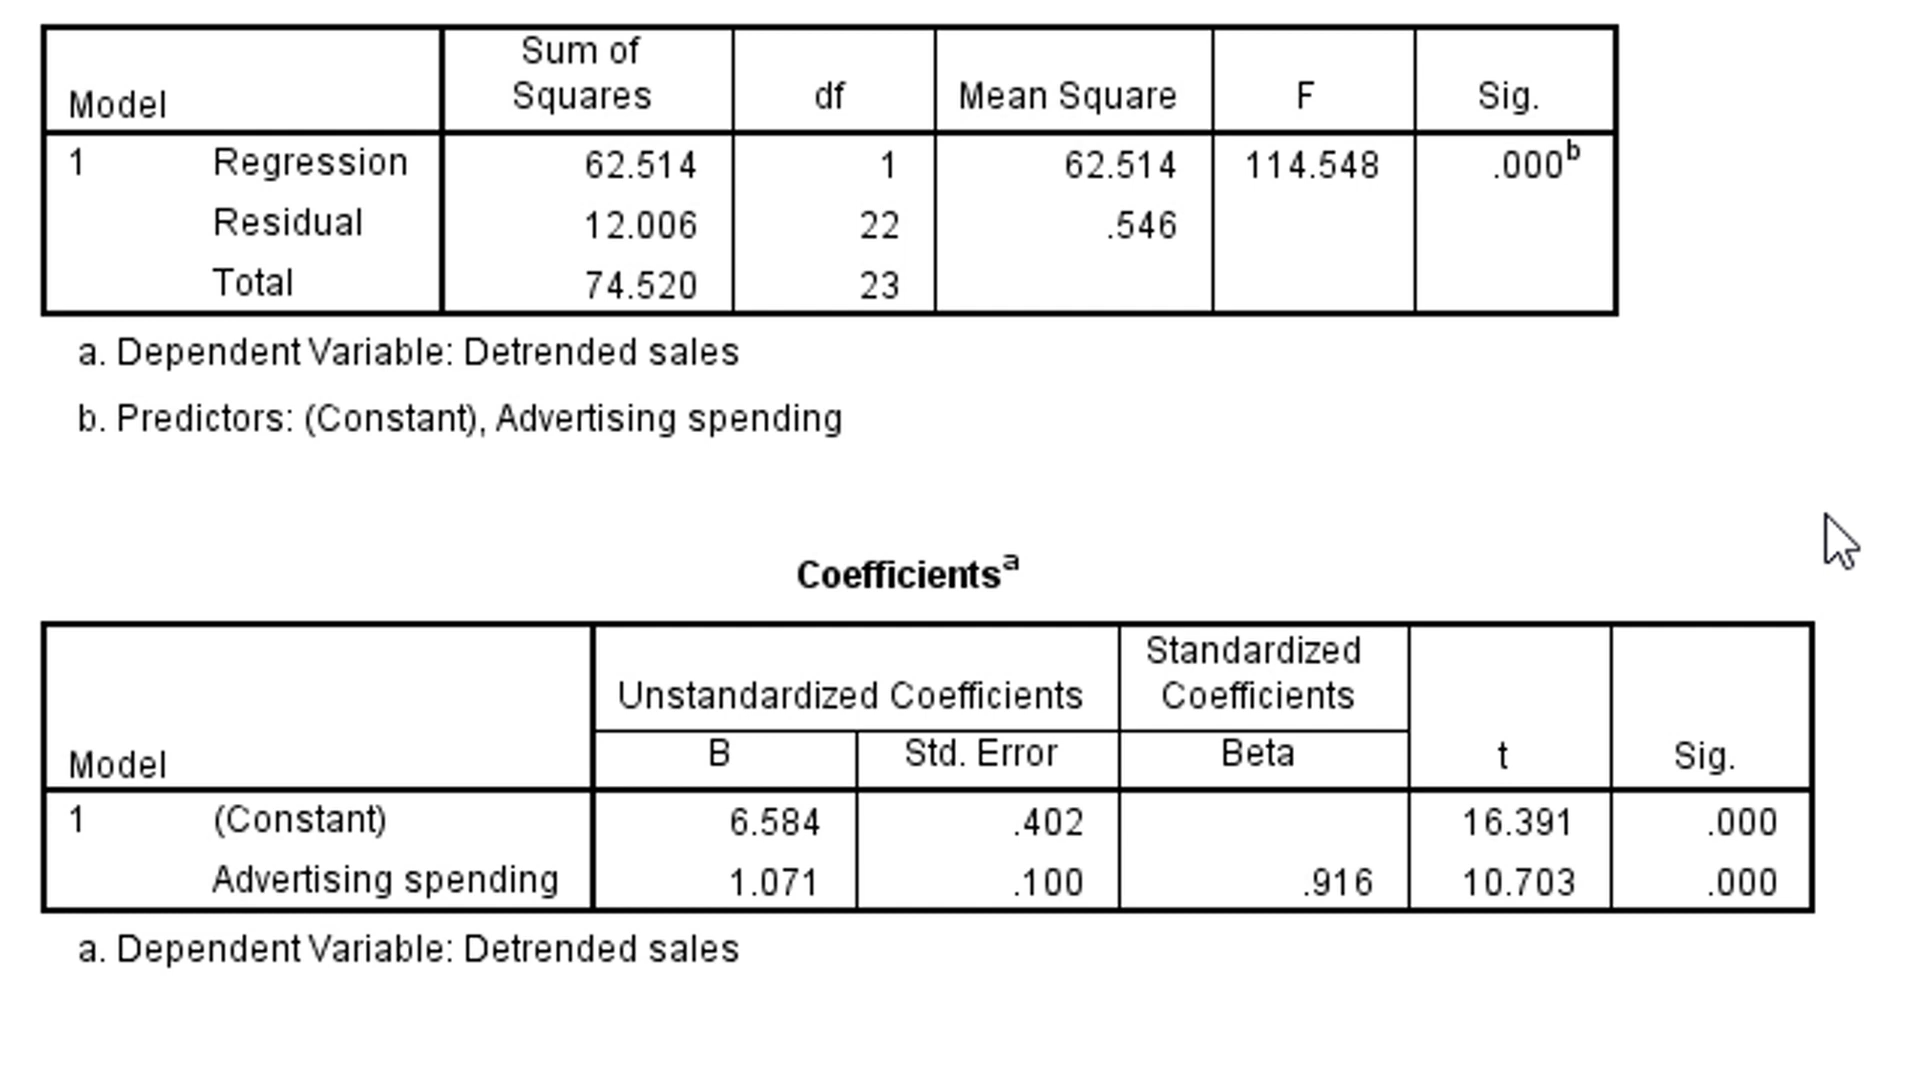 Model Sum of Squares df Mean Square F Sig.
1 Regression 62.514 1 62.514 114.548 .000b
Residual 12.006 22 .546
Total 74.520 23
a. Dependent Variable: Detrended sales
b. Predictors: (Constant), Advertising spending
Coefficientsa
Model Unstandardized Coefficients Standardized Coefficients t Sig.
B Std. Error Beta
1 (Constant) 6.584 .402 16.391 .000
Advertising spending 1.071 .100 .916 10.703 .000
a. Dependent Variable: Detrended sales